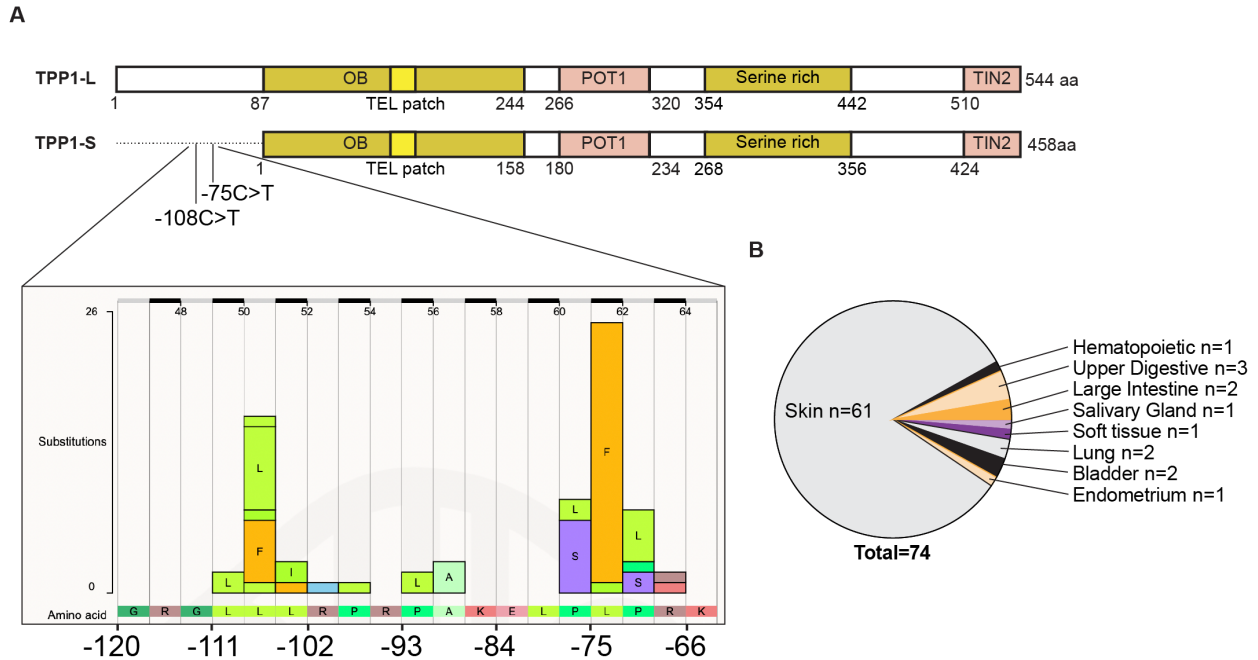 A
TPP1-L
OB
POT1
Serine rich
TIN2
544 aa
1
87
TEL patch
244
266
320
354
442
510
TPP1-S
OB
POT1
Serine rich
TIN2
458aa
1
TEL patch
158
180
234
268
356
424
-75C>T
-108C>T
B
26
48
50
52
54
56
58
60
62
64
Substitutions
0
L
F
L
I
L
A
S
L
F
S
L
Amino acid
G R G L L L R P R P A K E L P L P R K
-120
-111
-102
-93
-84
-75
-66
Skin n=61
Hematopoietic n=1
Upper Digestive n=3
Large Intestine n=2
Salivary Gland n=1
Soft tissue n=1
Lung n=2
Bladder n=2
Endometrium n=1
Total=74